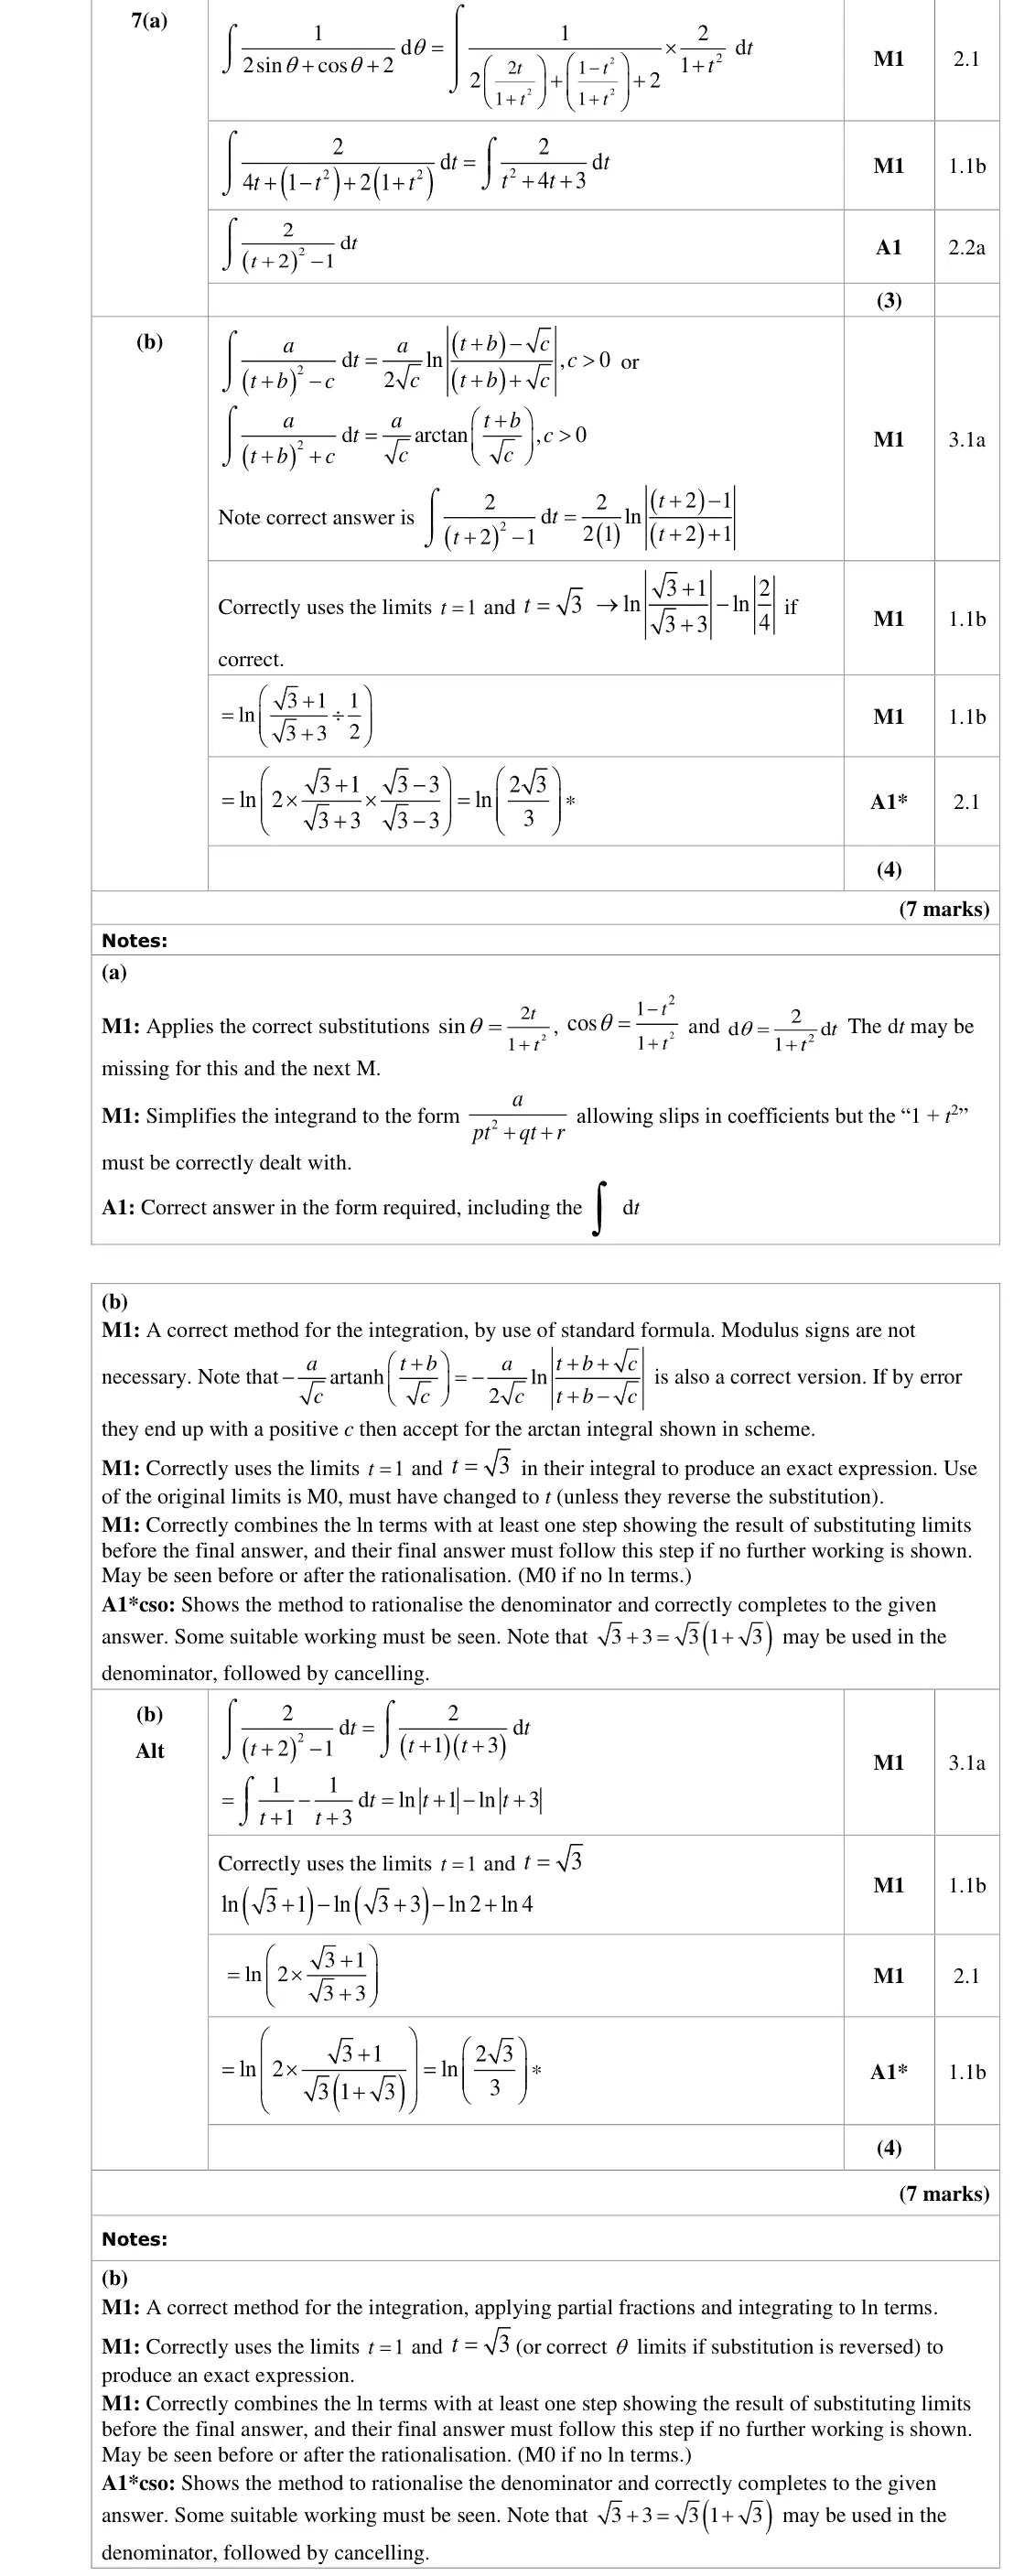 7(a) ∫ 1/(2sin θ + cos θ + 2) dθ = ∫ 1/(2(2t/(1+t²)) + ((1−t²)/(1+t²)) + 2) × 2/(1+t²) dt M1 2.1
∫ 2/(4t + (1−t²) + 2(1+t²)) dt = ∫ 2/(t² + 4t + 3) dt M1 1.1b
∫ 2/((t+2)² − 1) dt A1 2.2a
(3)
(b) ∫ a/((t+b)² − c) dt = a/(2√c) ln|((t+b) − √c)/((t+b) + √c)|, c > 0 or
∫ a/((t+b)² + c) dt = a/√c arctan((t+b)/√c), c > 0 M1 3.1a
Note correct answer is ∫ 2/((t+2)² − 1) dt = 2/(2(1)) ln|((t+2) − 1)/((t+2) + 1)|
Correctly uses the limits t = 1 and t = √3 → ln|(√3+1)/(√3+3)| − ln|2/4| if M1 1.1b
correct.
= ln((√3+1)/(√3+3) ÷ 1/2) M1 1.1b
= ln(2 × (√3+1)/(√3+3) × (√3−3)/(√3−3)) = ln(2√3/3) * A1* 2.1
(4)
(7 marks)
Notes:
(a)
M1: Applies the correct substitutions sin θ = 2t/(1+t²), cos θ = (1−t²)/(1+t²) and dθ = 2/(1+t²) dt The dt may be
missing for this and the next M.
M1: Simplifies the integrand to the form a/(pt² + qt + r) allowing slips in coefficients but the “1 + t²”
must be correctly dealt with.
A1: Correct answer in the form required, including the ∫ dt
(b)
M1: A correct method for the integration, by use of standard formula. Modulus signs are not
necessary. Note that −a/√c artanh((t+b)/√c) = −a/(2√c) ln|(t+b+√c)/(t+b−√c)| is also a correct version. If by error
they end up with a positive c then accept for the arctan integral shown in scheme.
M1: Correctly uses the limits t = 1 and t = √3 in their integral to produce an exact expression. Use
of the original limits is M0, must have changed to t (unless they reverse the substitution).
M1: Correctly combines the ln terms with at least one step showing the result of substituting limits
before the final answer, and their final answer must follow this step if no further working is shown.
May be seen before or after the rationalisation. (M0 if no ln terms.)
A1*cso: Shows the method to rationalise the denominator and correctly completes to the given
answer. Some suitable working must be seen. Note that √3 + 3 = √3(1 + √3) may be used in the
denominator, followed by cancelling.
(b)
Alt
∫ 2/((t+2)² − 1) dt = ∫ 2/((t+1)(t+3)) dt M1 3.1a
= ∫ 1/(t+1) − 1/(t+3) dt = ln|t+1| − ln|t+3|
Correctly uses the limits t = 1 and t = √3
ln(√3+1) − ln(√3+3) − ln 2 + ln 4 M1 1.1b
= ln(2 × (√3+1)/(√3+3)) M1 2.1
= ln(2 × (√3+1)/(√3(1+√3))) = ln(2√3/3) * A1* 1.1b
(4)
(7 marks)
Notes:
(b)
M1: A correct method for the integration, applying partial fractions and integrating to ln terms.
M1: Correctly uses the limits t = 1 and t = √3 (or correct θ limits if substitution is reversed) to
produce an exact expression.
M1: Correctly combines the ln terms with at least one step showing the result of substituting limits
before the final answer, and their final answer must follow this step if no further working is shown.
May be seen before or after the rationalisation. (M0 if no ln terms.)
A1*cso: Shows the method to rationalise the denominator and correctly completes to the given
answer. Some suitable working must be seen. Note that √3 + 3 = √3(1 + √3) may be used in the
denominator, followed by cancelling.